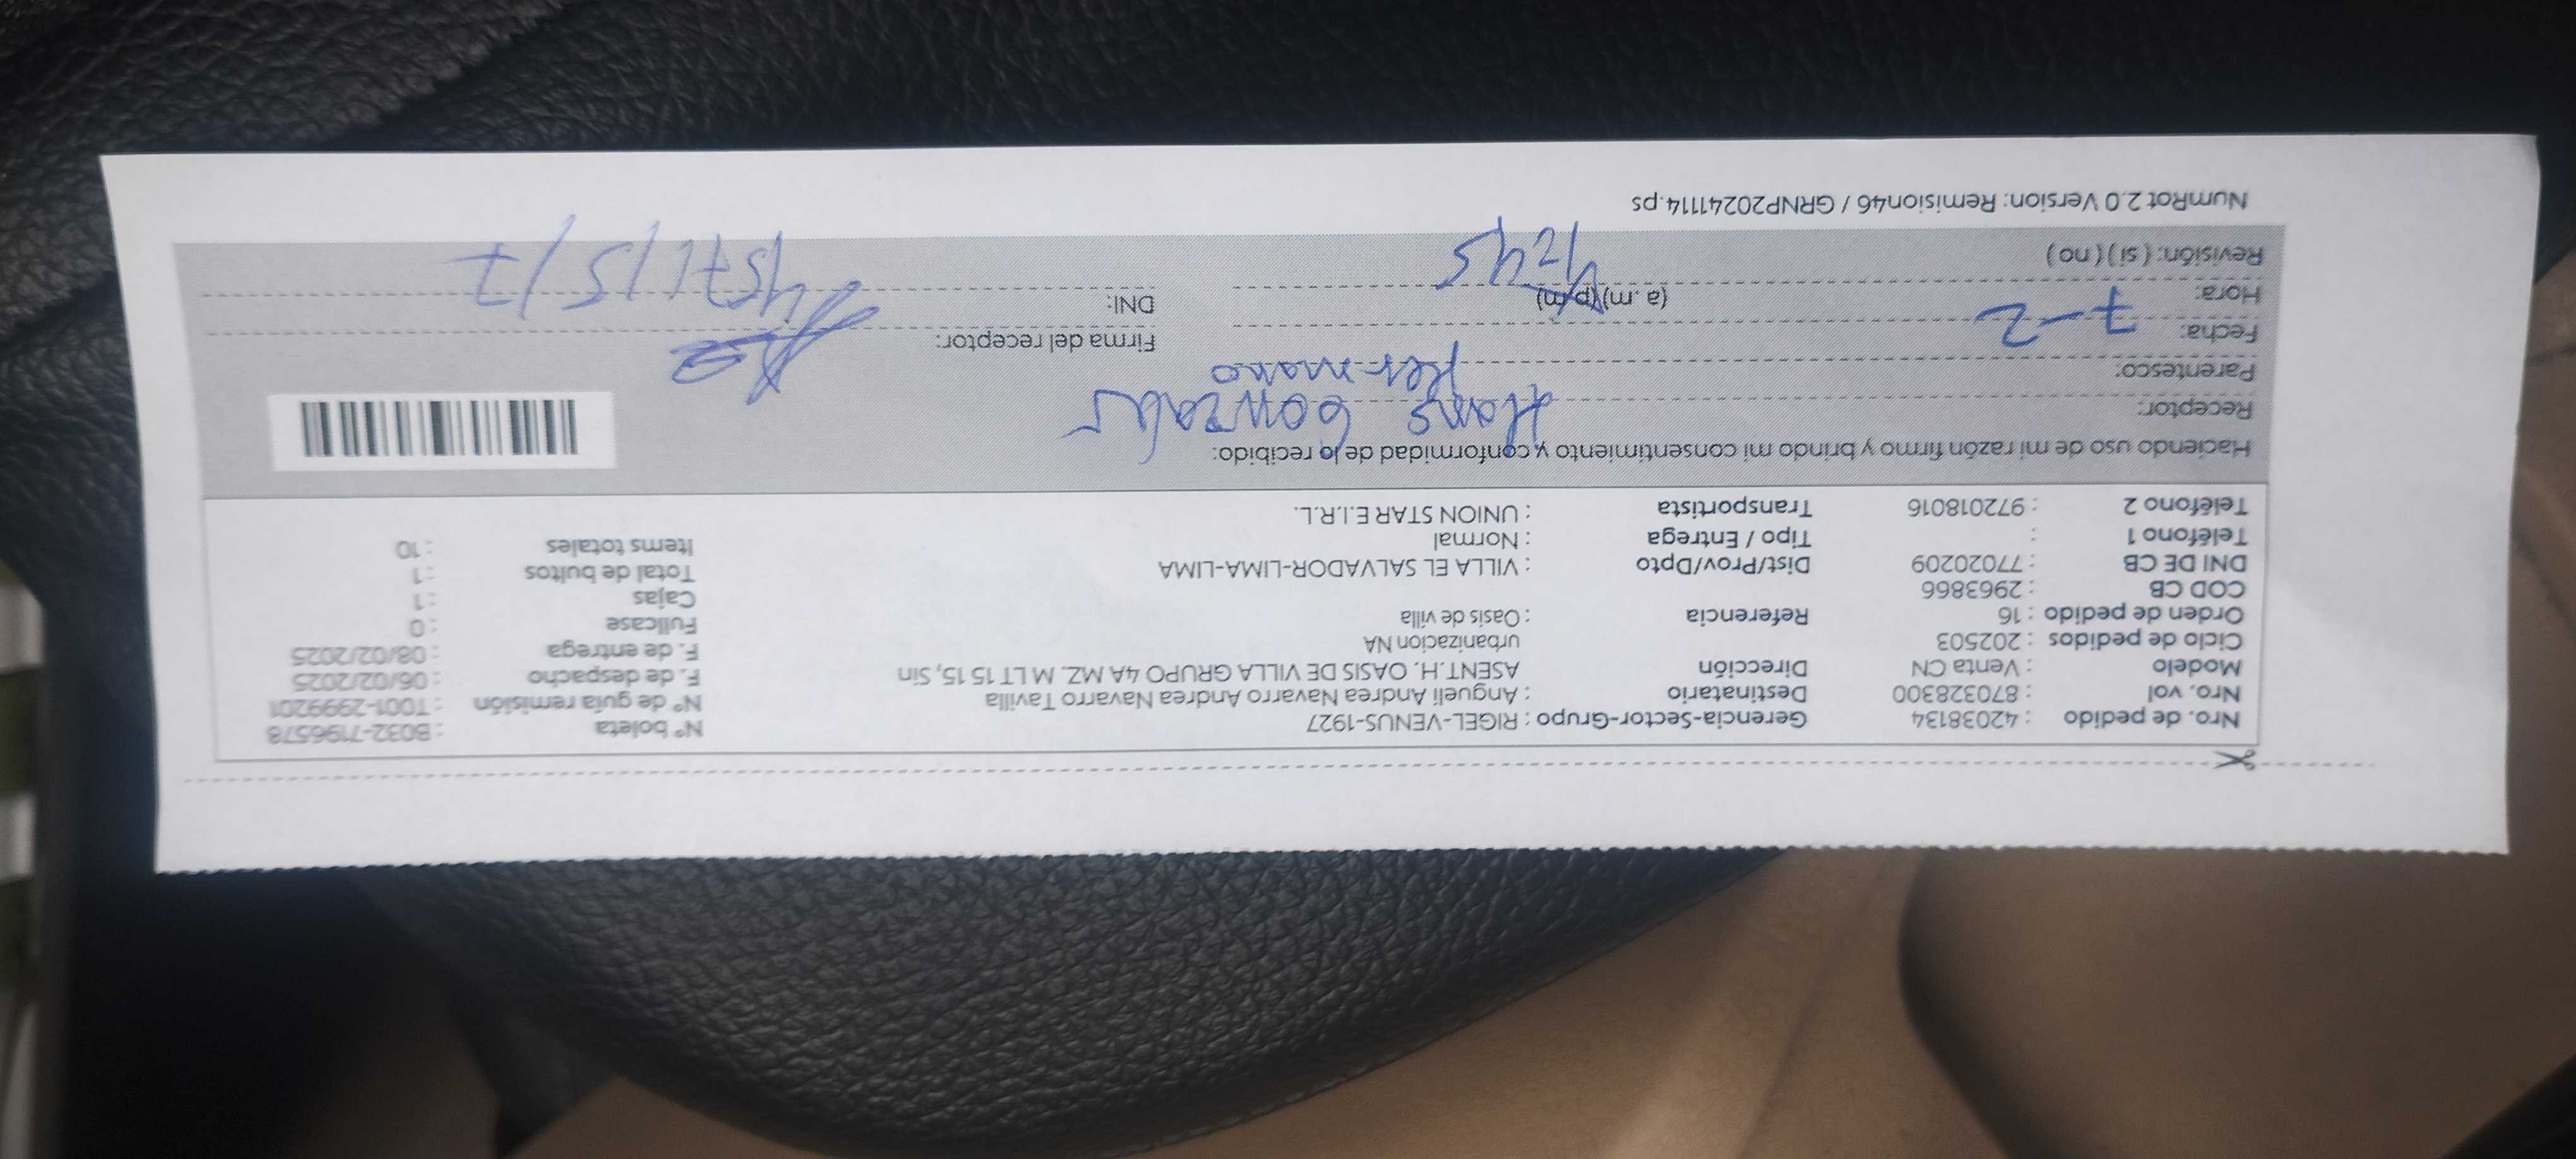 Nro. de pedido : 42038134 Gerencia-Sector-Grupo : RIGEL-VENUS-1927 N° boleta : B032-7196578
Nro. vol : 870328300 Destinatario : Angueli Andrea Navarro Andrea Navarro Tavilla N° de guía remisión : T001-2999201
Modelo : Venta CN Dirección ASENT.H. OASIS DE VILLA GRUPO 4A MZ. M LT 15 15, Sin F. de despacho : 06/02/2025
Ciclo de pedidos : 202503 urbanizacion NA F. de entrega : 08/02/2025
Orden de pedido : 16 Referencia : Oasis de villa Fullcase : 0
COD CB : 2963866 Cajas : 1
DNI DE CB : 77020209 Dist/Prov/Dpto : VILLA EL SALVADOR-LIMA-LIMA Total de bultos : 1
Teléfono 1 : Tipo / Entrega : Normal Items totales : 10
Teléfono 2 : 972018016 Transportista : UNION STAR E.I.R.L.
Haciendo uso de mi razón firmo y brindo mi consentimiento y conformidad de lo recibido:
Receptor: Hans Gonzales
Parentesco: Hermano
Fecha: 7-2 Firma del receptor:
Hora: (a.m) (p.m) 1245 DNI:
Revisión: ( si ) ( no )
NumRot 2.0 Version: Remision46 / GRNP20241114.ps